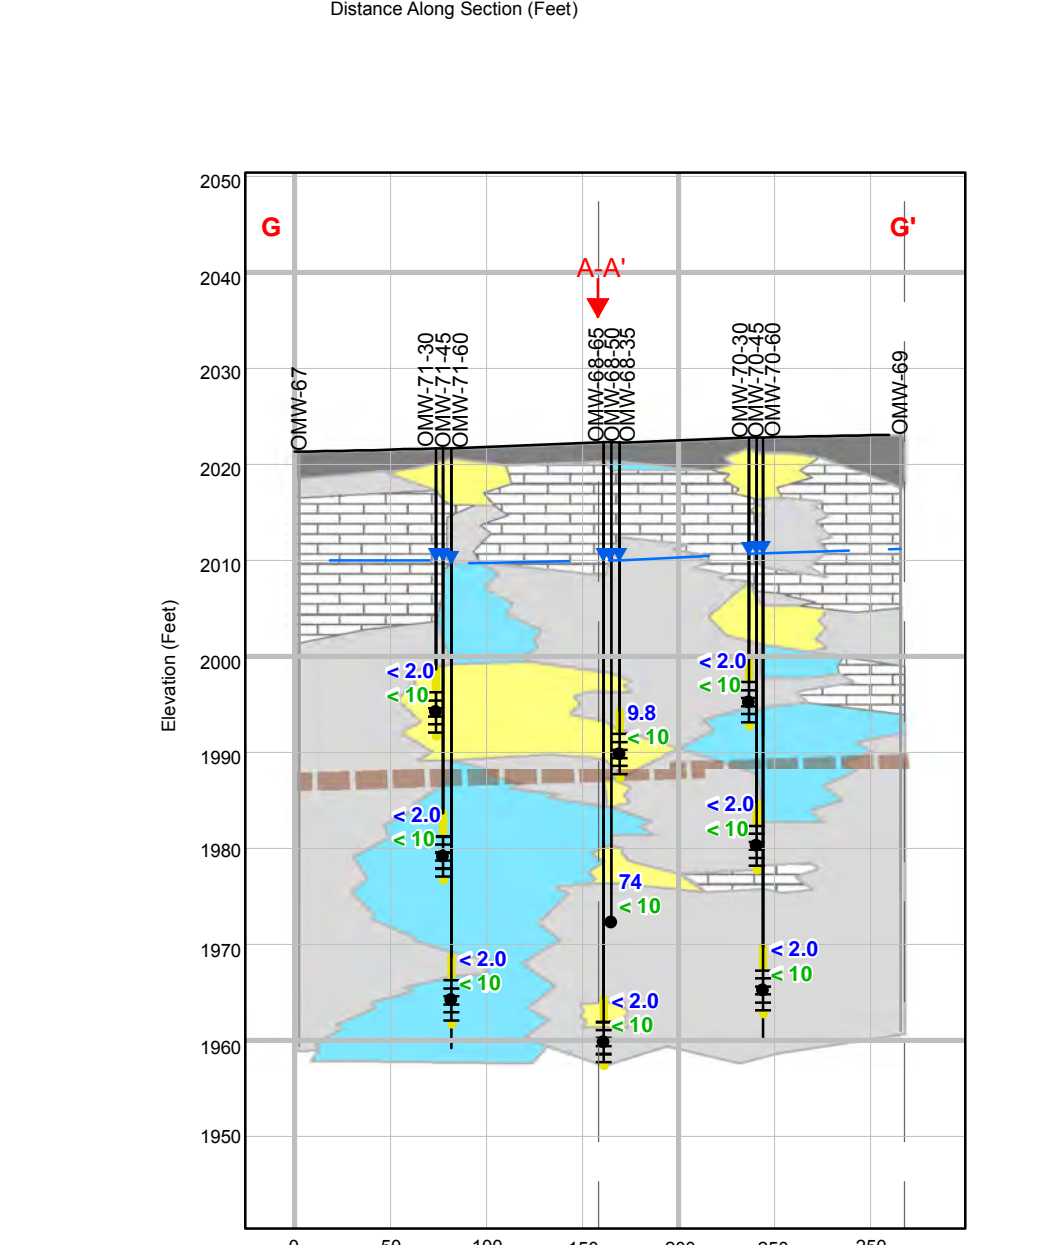 Distance Along Section (Feet)
2050
G
G'
2040
A-A'
2030
OMW-67
OMW-71-30
OMW-71-45
OMW-71-60
OMW-68-65
OMW-68-50
OMW-68-35
OMW-70-30
OMW-70-45
OMW-70-60
OMW-69
2020
2010
Elevation (Feet)
2000
< 2.0
< 10
< 2.0
< 10
9.8
< 10
1990
< 2.0
< 10
< 2.0
< 10
1980
74
< 10
1970
< 2.0
< 10
< 2.0
< 10
< 2.0
< 10
1960
1950
0 50 100 150 200 250 350